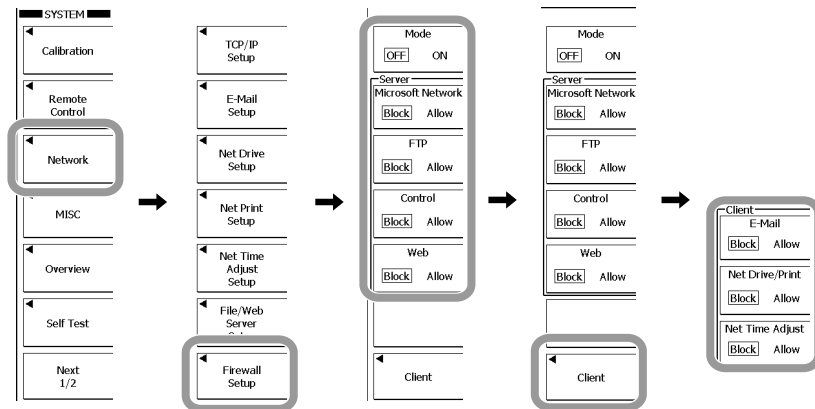 SYSTEM
Calibration
Remote
Control
Network
MISC
Overview
Self Test
Next
1/2
TCP/IP
Setup
E-Mail
Setup
Net Drive
Setup
Net Print
Setup
Net Time
Adjust
Setup
File/Web
Server
Firewall
Setup
Mode
OFF ON
Server
Microsoft Network
Block Allow
FTP
Block Allow
Control
Block Allow
Web
Block Allow
Client
Mode
OFF ON
Server
Microsoft Network
Block Allow
FTP
Block Allow
Control
Block Allow
Web
Block Allow
Client
Client
E-Mail
Block Allow
Net Drive/Print
Block Allow
Net Time Adjust
Block Allow